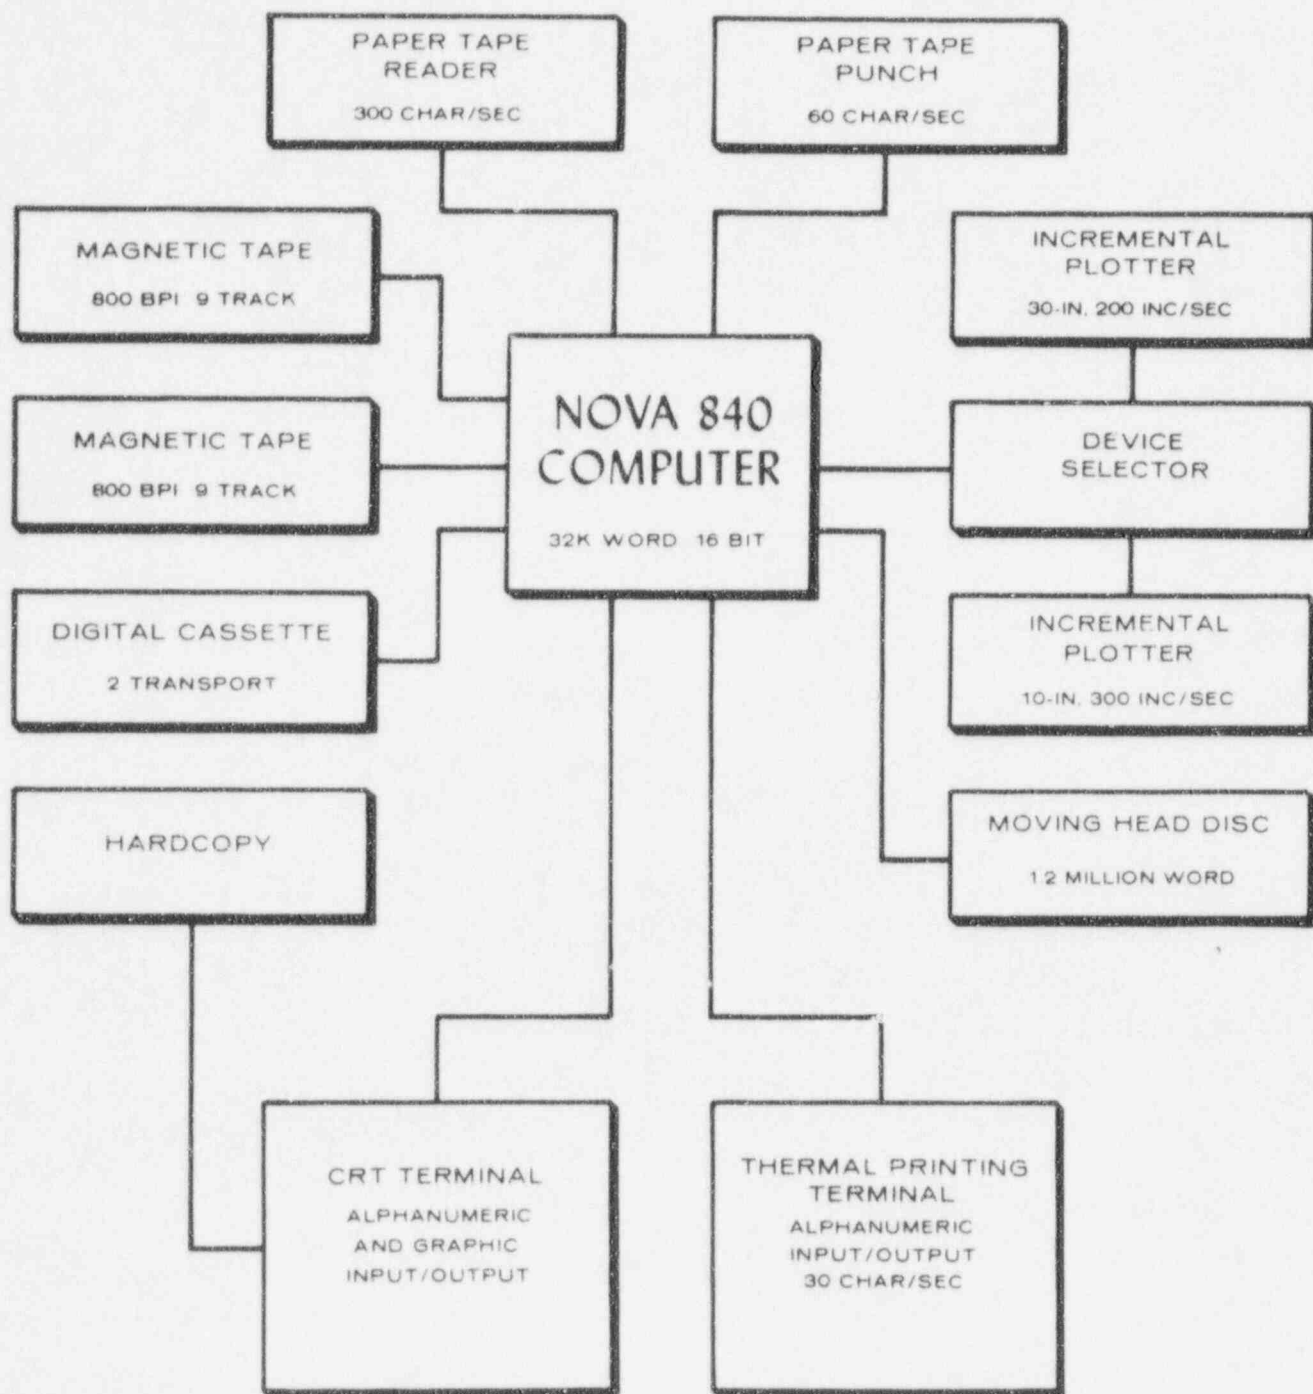 PAPER TAPE
READER
300 CHAR/SEC
PAPER TAPE
PUNCH
60 CHAR/SEC
MAGNETIC TAPE
800 BPI 9 TRACK
INCREMENTAL
PLOTTER
30-IN. 200 INC/SEC
NOVA 840
COMPUTER
32K WORD 16 BIT
MAGNETIC TAPE
800 BPI 9 TRACK
DEVICE
SELECTOR
DIGITAL CASSETTE
2 TRANSPORT
INCREMENTAL
PLOTTER
10-IN. 300 INC/SEC
HARDCOPY
MOVING HEAD DISC
1.2 MILLION WORD
CRT TERMINAL
ALPHANUMERIC
AND GRAPHIC
INPUT/OUTPUT
THERMAL PRINTING
TERMINAL
ALPHANUMERIC
INPUT/OUTPUT
30 CHAR/SEC